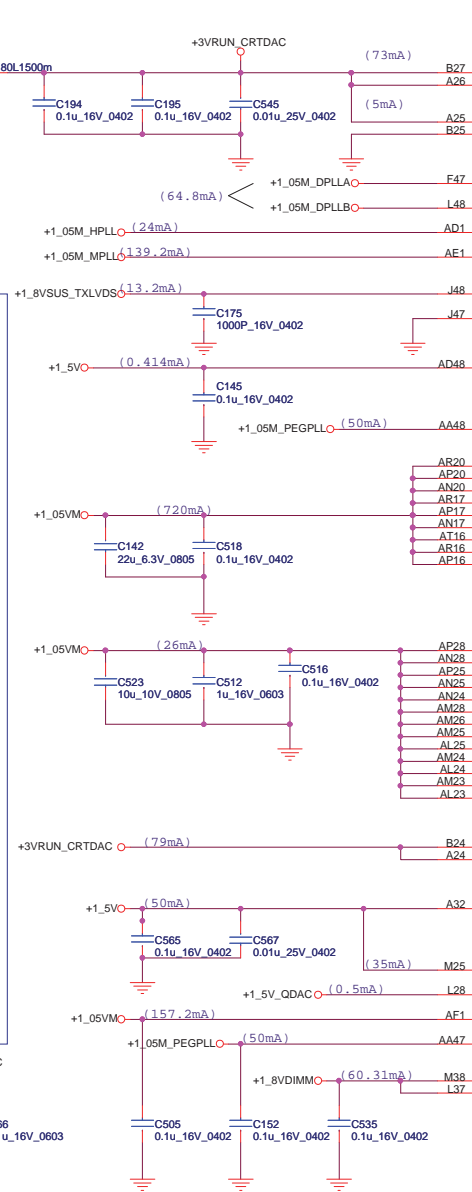 +3VRUN_CRTDAC
(73mA)
80L1500m
B27
A26
C194
0.1u_16V_0402
C195
0.1u_16V_0402
C545
0.01u_25V_0402
(5mA)
A25
B25
+1_05M_DPLLA
F47
(64.8mA)
+1_05M_DPLLB
L48
+1_05M_HPLL
(24mA)
AD1
+1_05M_MPLL
(139.2mA)
AE1
+1_8VSUS_TXLVDS
(13.2mA)
J48
C175
1000P_16V_0402
J47
+1_5V
(0.414mA)
AD48
C145
0.1u_16V_0402
+1_05M_PEGPLL
(50mA)
AA48
AR20
AP20
AN20
AR17
+1_05VM
(720mA)
AP17
AN17
AT16
AR16
AP16
C142
22u_6.3V_0805
C518
0.1u_16V_0402
+1_05VM
(26mA)
AP28
AN28
AP25
AN25
AN24
AM28
AM26
AM25
AL25
AM24
AL24
AM23
AL23
C516
0.1u_16V_0402
C523
10u_10V_0805
C512
1u_16V_0603
+3VRUN_CRTDAC
(79mA)
B24
A24
+1_5V
(50mA)
A32
C565
0.1u_16V_0402
C567
0.01u_25V_0402
(35mA)
M25
+1_5V_QDAC
(0.5mA)
L28
+1_05VM
(157.2mA)
AF1
+1_05M_PEGPLL
(50mA)
AA47
+1_8VDIMM
(60.31mA)
M38
L37
u_16V_0603
C505
0.1u_16V_0402
C152
0.1u_16V_0402
C535
0.1u_16V_0402